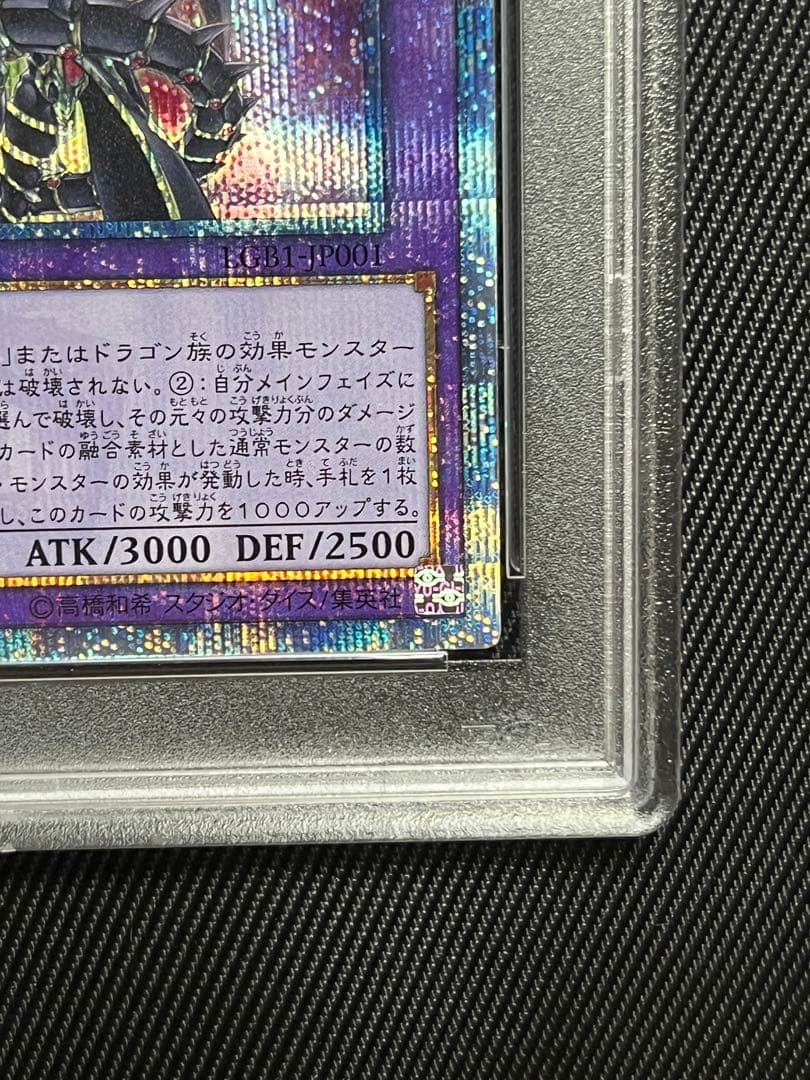 LGB1-JP001
」またはドラゴン族の効果モンスター
は破壊されない。②：自分メインフェイズに
選んで破壊し、その元々の攻撃力分のダメージ
カードの融合素材とした通常モンスターの数
モンスターの効果が発動した時、手札を1枚
し、このカードの攻撃力を1000アップする。
ATK/3000 DEF/2500
©高橋和希 スタジオ・ダイス/集英社